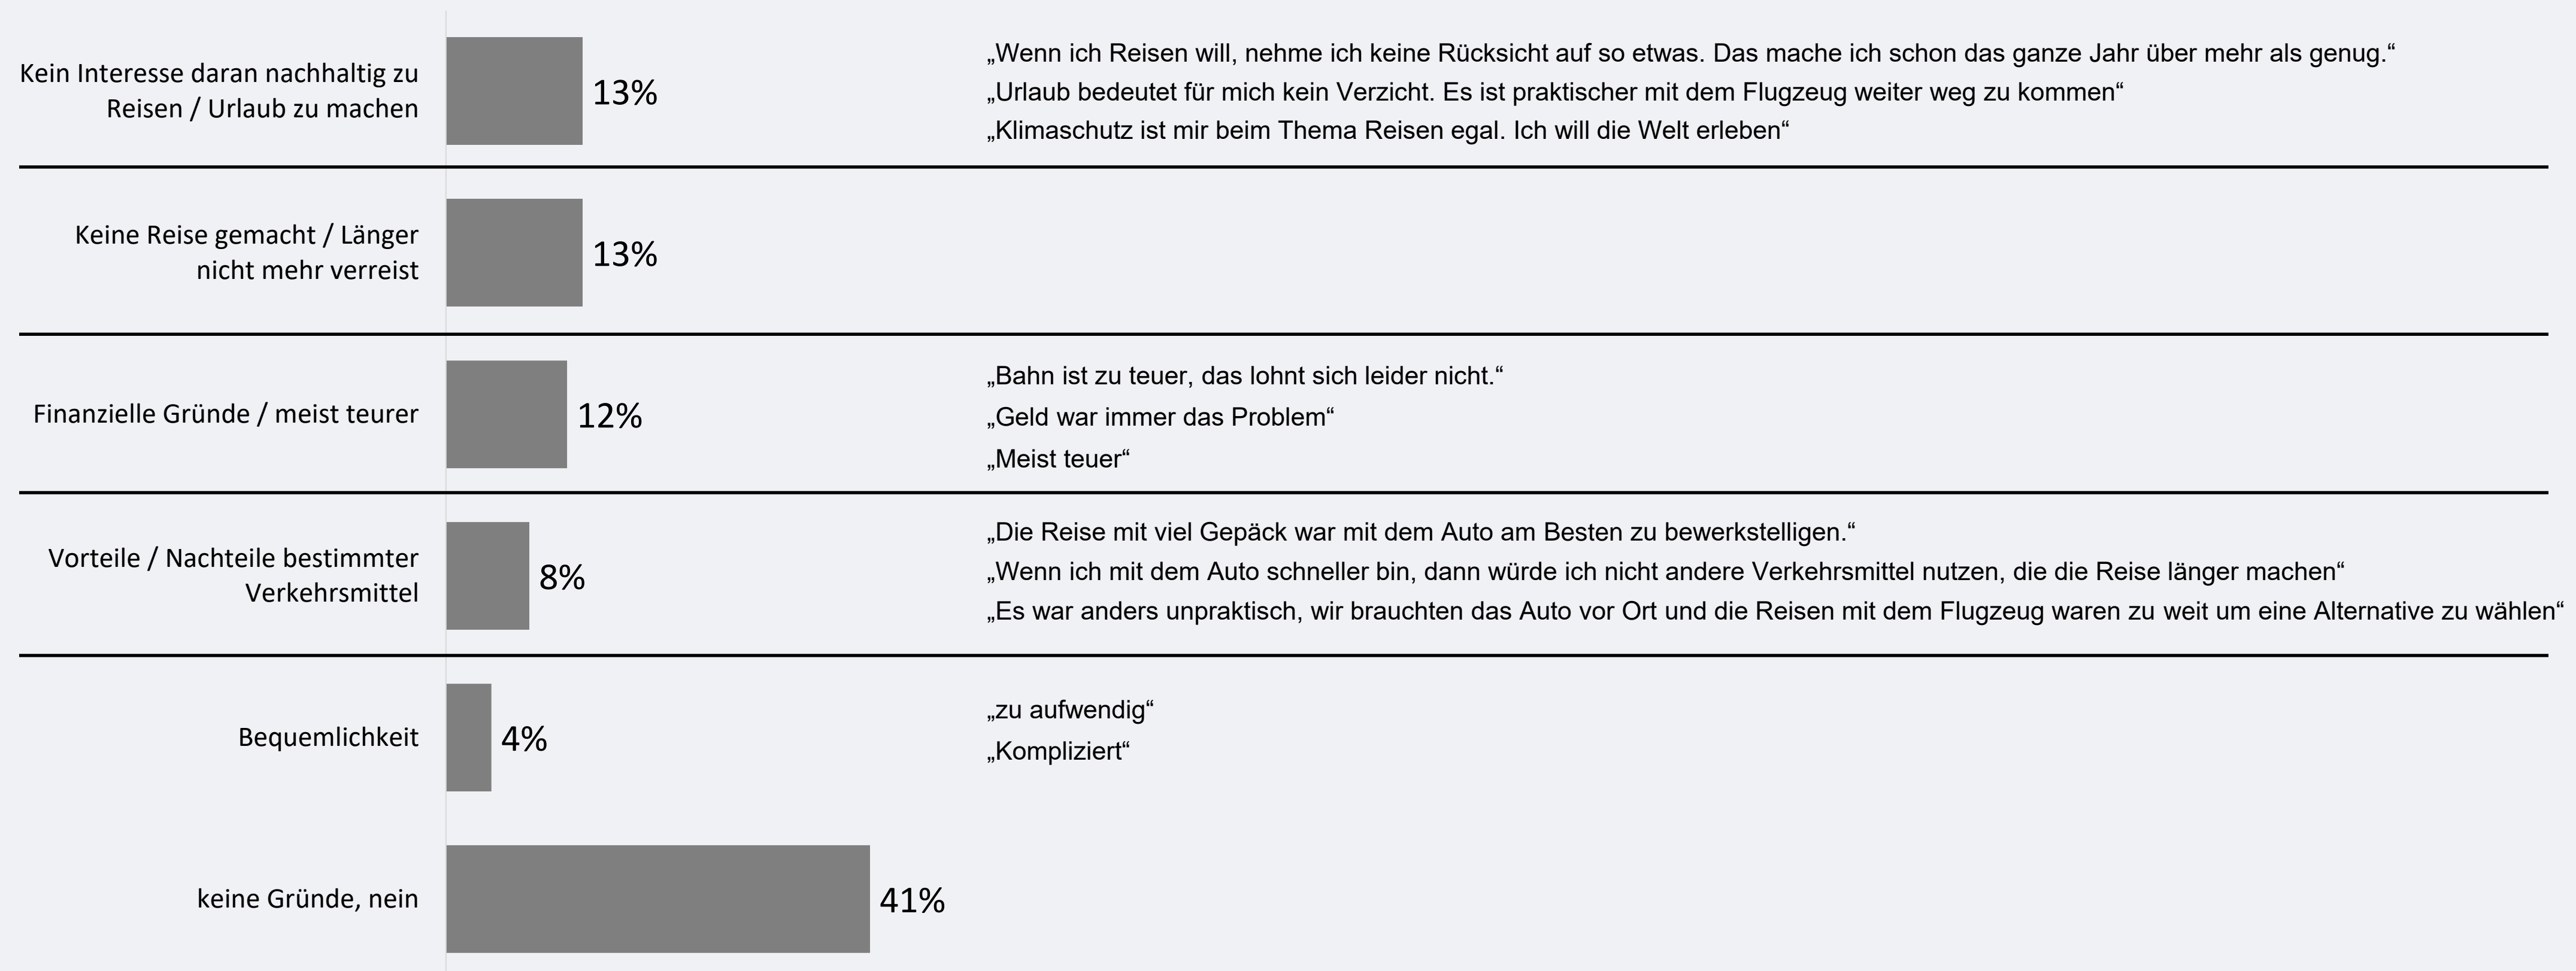 Kein Interesse daran nachhaltig zu
Reisen / Urlaub zu machen
13%
„Wenn ich Reisen will, nehme ich keine Rücksicht auf so etwas. Das mache ich schon das ganze Jahr über mehr als genug.“
„Urlaub bedeutet für mich kein Verzicht. Es ist praktischer mit dem Flugzeug weiter weg zu kommen“
„Klimaschutz ist mir beim Thema Reisen egal. Ich will die Welt erleben“
Keine Reise gemacht / Länger
nicht mehr verreist
13%
Finanzielle Gründe / meist teurer
12%
„Bahn ist zu teuer, das lohnt sich leider nicht.“
„Geld war immer das Problem“
„Meist teuer“
Vorteile / Nachteile bestimmter
Verkehrsmittel
8%
„Die Reise mit viel Gepäck war mit dem Auto am Besten zu bewerkstelligen.“
„Wenn ich mit dem Auto schneller bin, dann würde ich nicht andere Verkehrsmittel nutzen, die die Reise länger machen“
„Es war anders unpraktisch, wir brauchten das Auto vor Ort und die Reisen mit dem Flugzeug waren zu weit um eine Alternative zu wählen“
Bequemlichkeit
4%
„zu aufwendig“
„Kompliziert“
keine Gründe, nein
41%